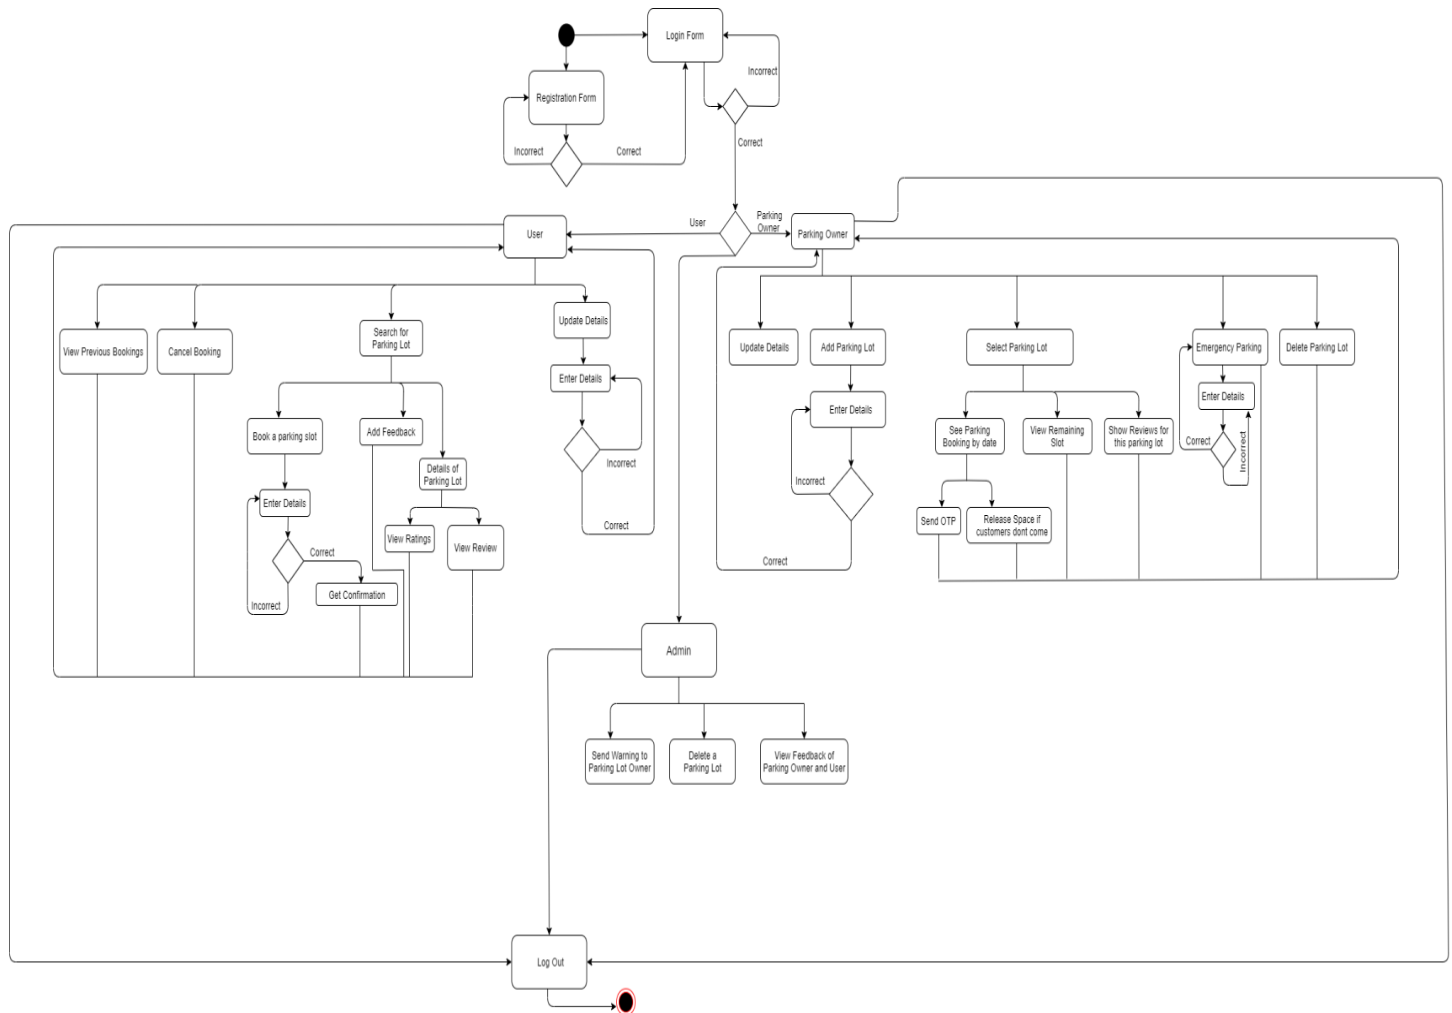 Login Form
Incorrect
Registration Form
Incorrect
Correct
Correct
User
Parking
Owner
User
Parking Owner
View Previous Bookings
Cancel Booking
Search for
Parking Lot
Update Details
Enter Details
Incorrect
Correct
Book a parking slot
Add Feedback
Details of
Parking Lot
Enter Details
View Ratings
View Review
Correct
Get Confirmation
Incorrect
Update Details
Add Parking Lot
Select Parking Lot
Emergency Parking
Delete Parking Lot
Enter Details
Incorrect
Correct
See Parking
Booking by date
View Remaining
Slot
Show Reviews for
this parking lot
Enter Details
Correct
Incorrect
Send OTP
Release Space if
customers dont come
Admin
Send Warning to
Parking Lot Owner
Delete a
Parking Lot
View Feedback of
Parking Owner and User
Log Out